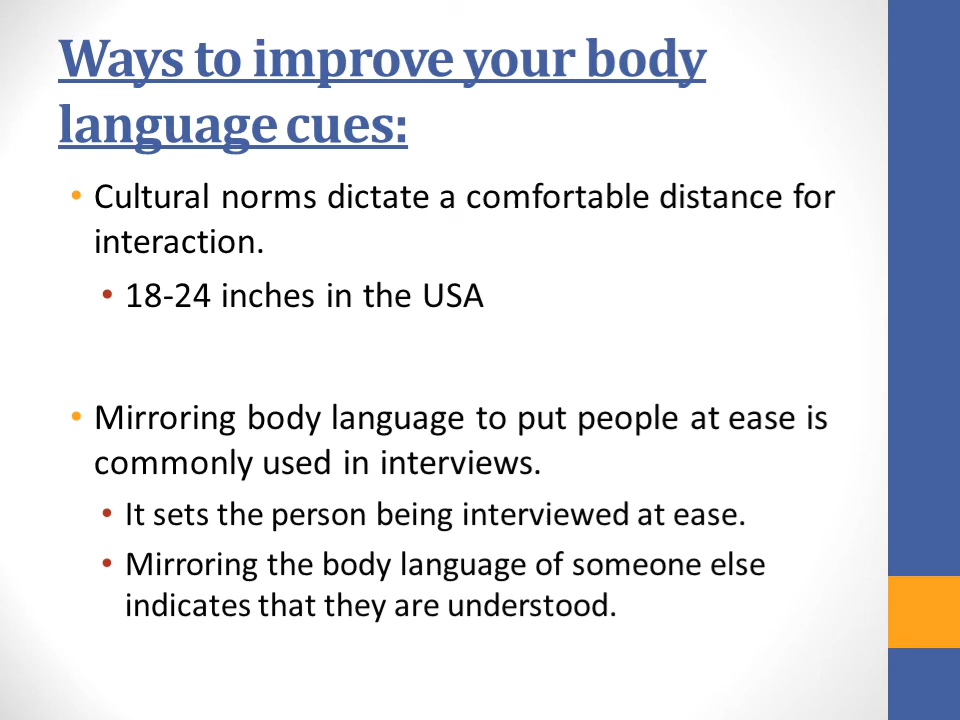 Ways to improve your body
language cues:
• Cultural norms dictate a comfortable distance for
interaction.
• 18-24 inches in the USA
• Mirroring body language to put people at ease is
commonly used in interviews.
• It sets the person being interviewed at ease.
• Mirroring the body language of someone else
indicates that they are understood.